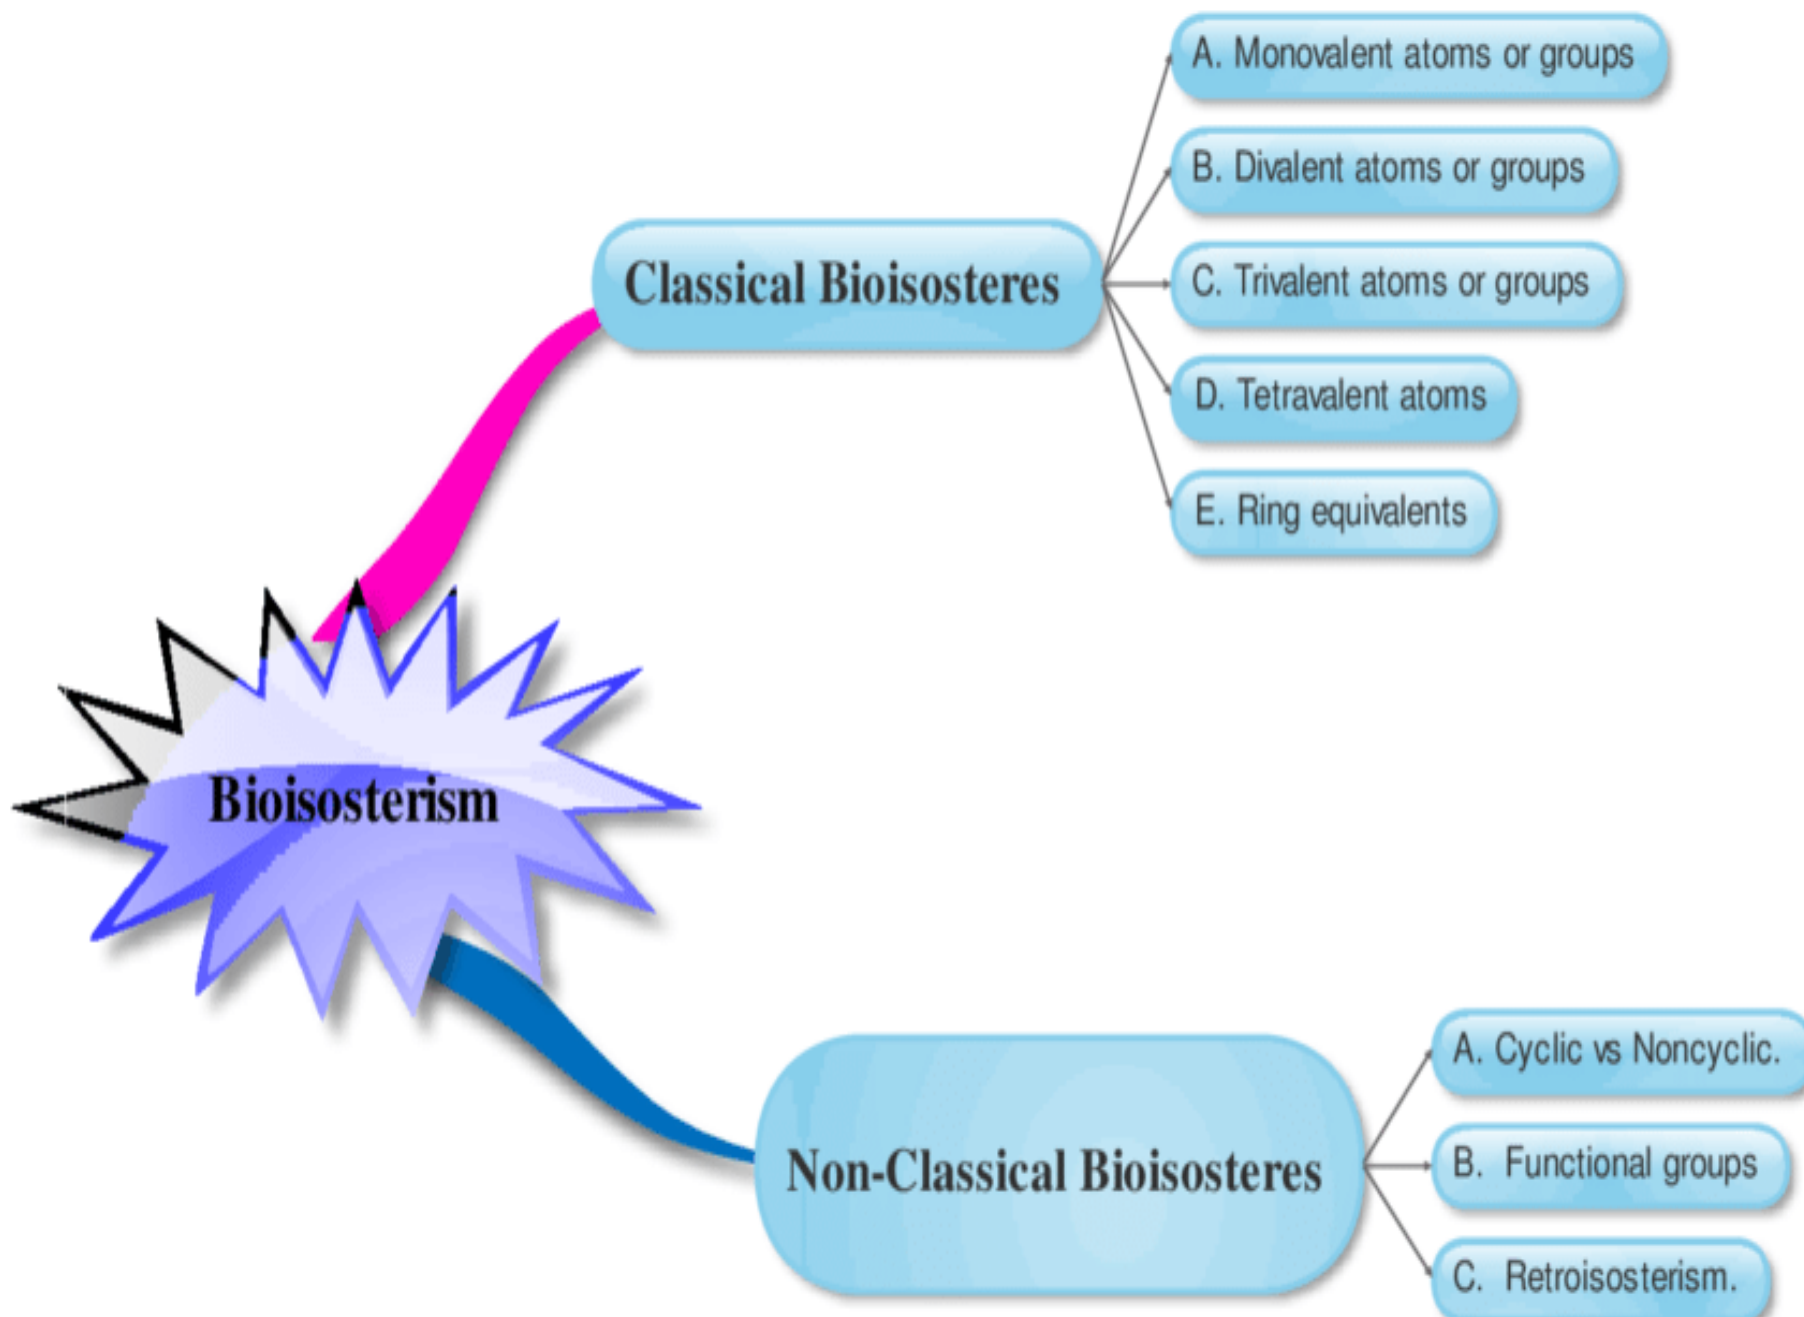 A. Monovalent atoms or groups
B. Divalent atoms or groups
Classical Bioisosteres
C. Trivalent atoms or groups
D. Tetravalent atoms
E. Ring equivalents
Bioisosterism
Non-Classical Bioisosteres
A. Cyclic vs Noncyclic.
B. Functional groups
C. Retroisosterism.